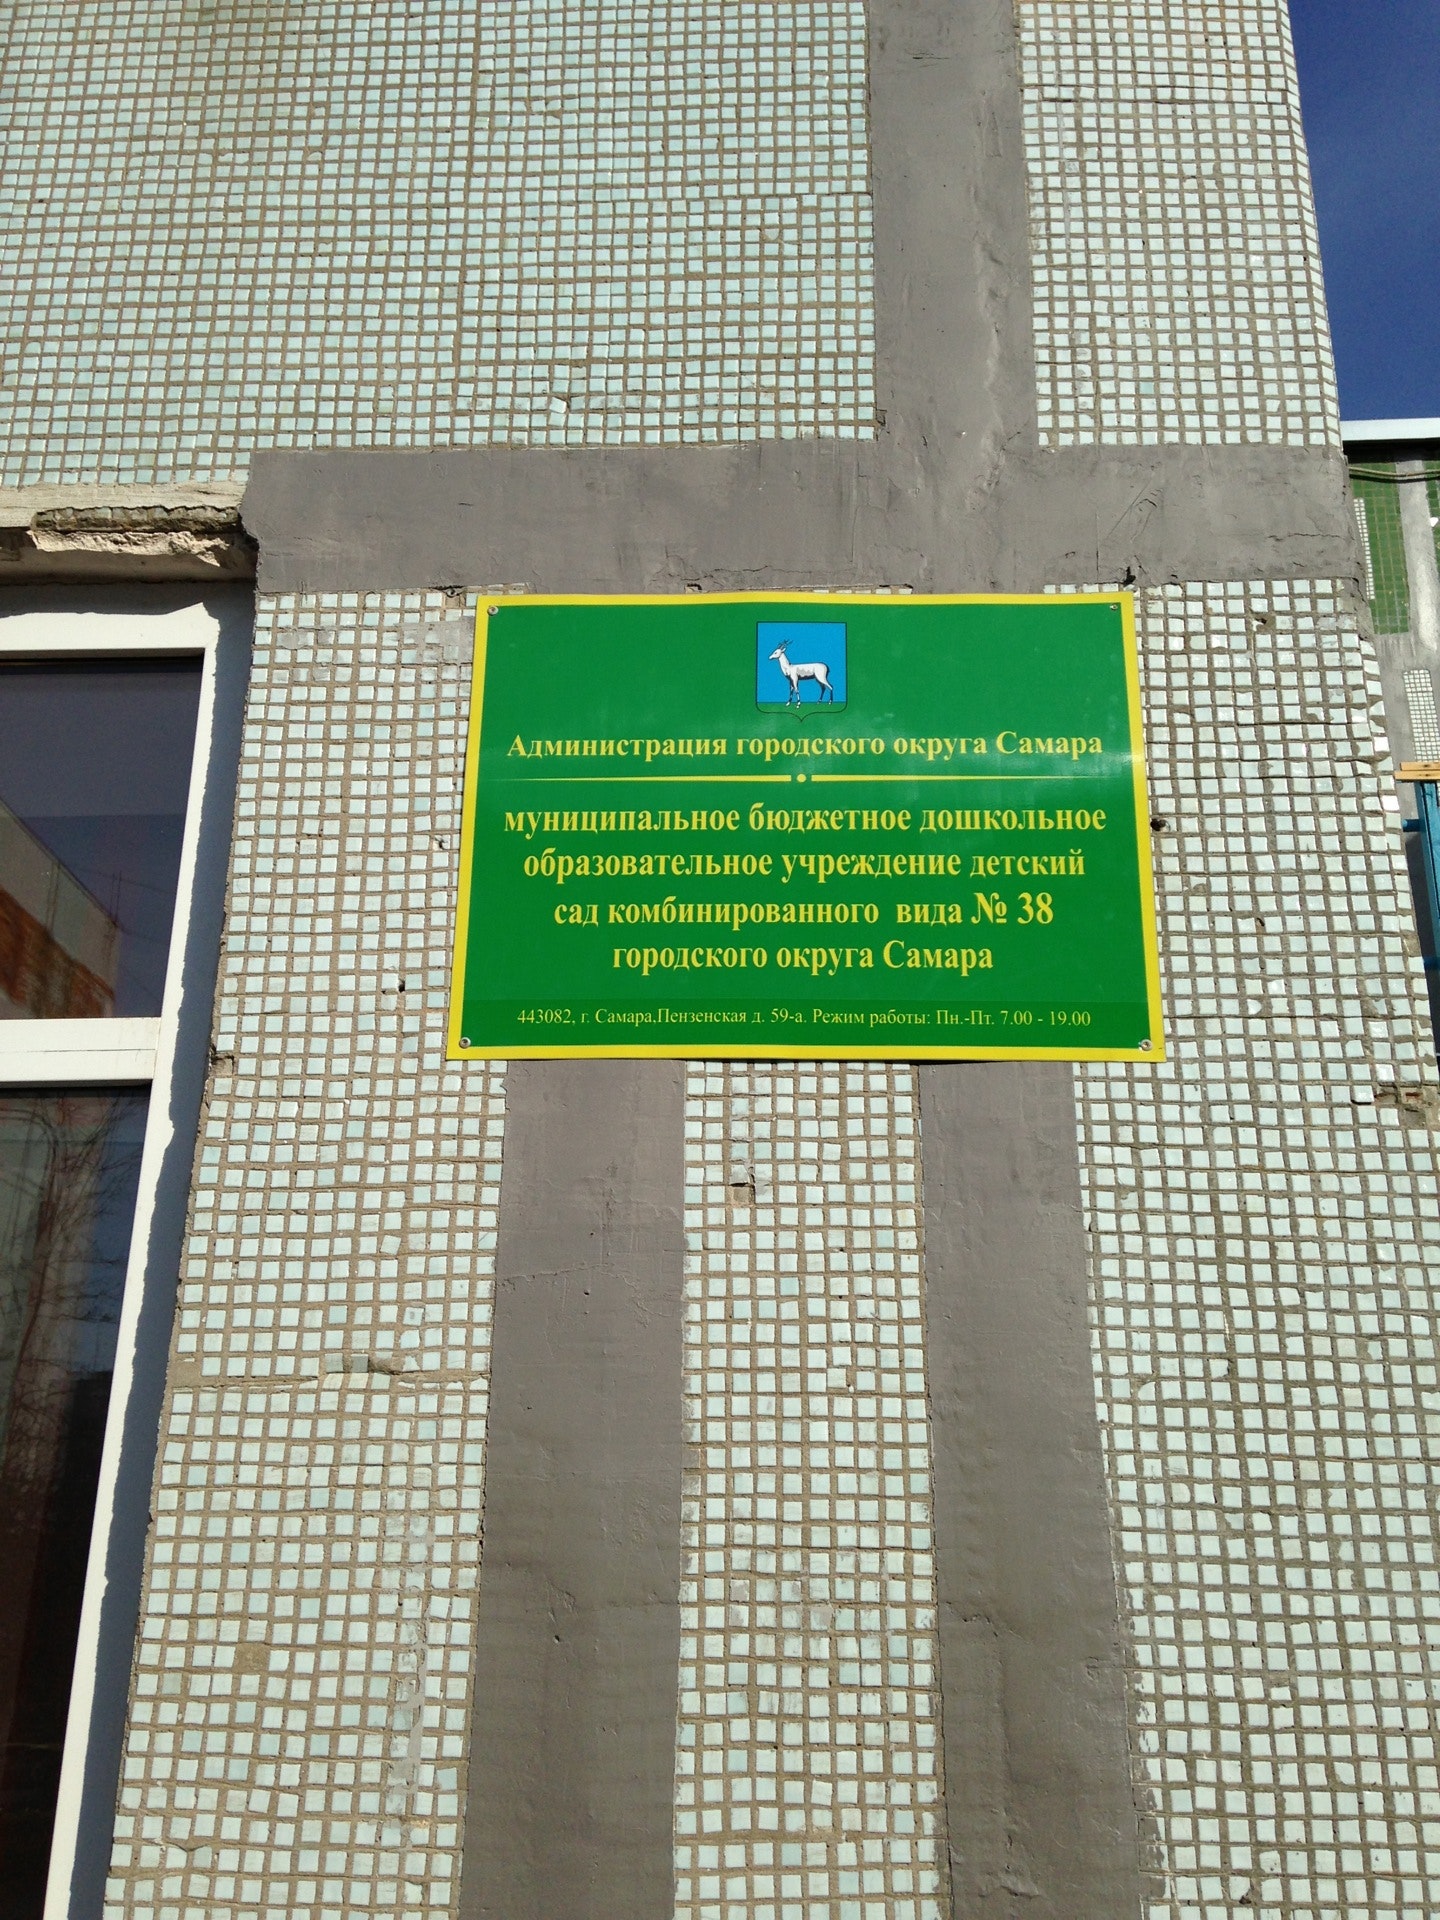 Администрация городского округа Самара
муниципальное бюджетное дошкольное
образовательное учреждение детский
сад комбинированного вида № 38
городского округа Самара
443082, г. Самара,Пензенская д. 59-а. Режим работы: Пн.-Пт. 7.00 - 19.00